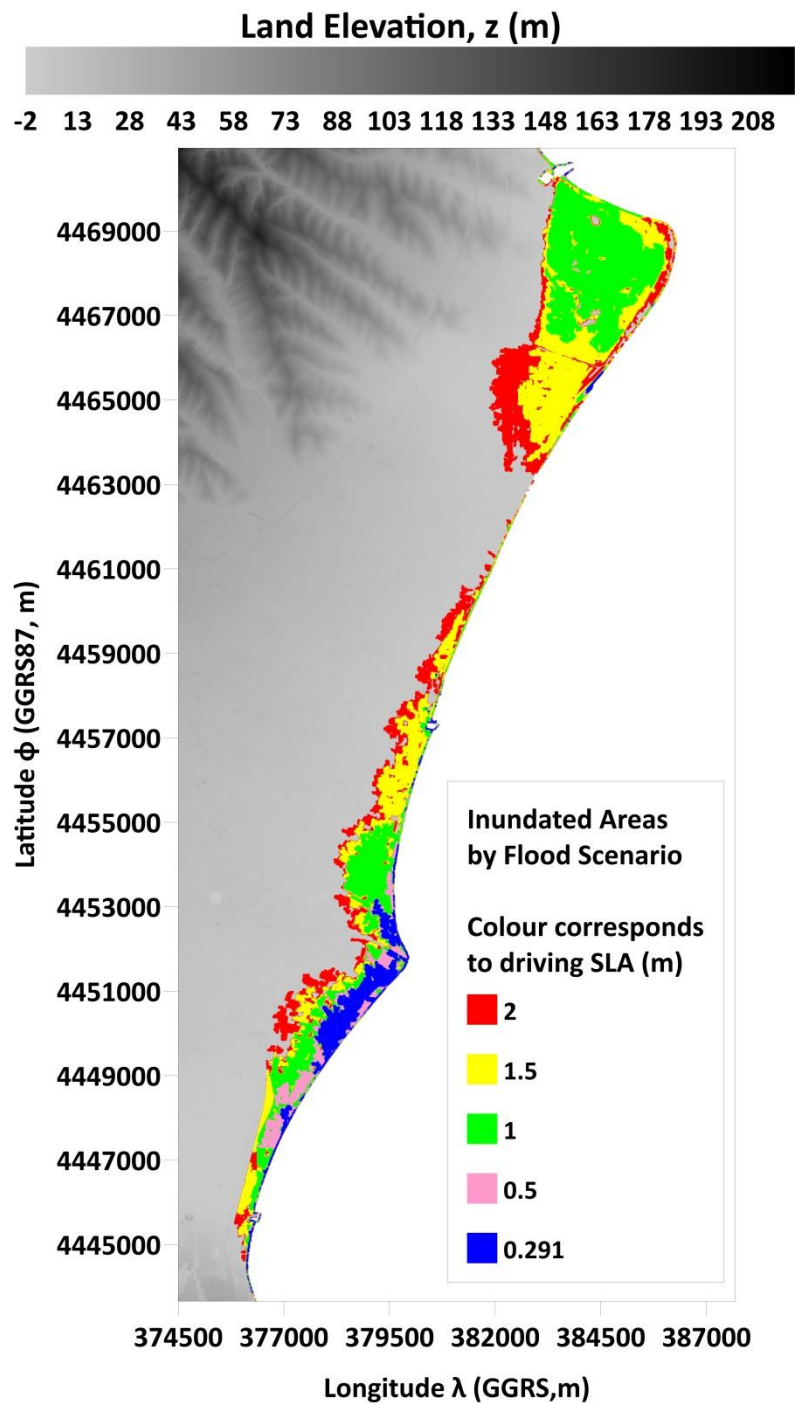 Land Elevation, z (m)
-2 13 28 43 58 73 88 103 118 133 148 163 178 193 208
4469000
4467000
4465000
4463000
4461000
4459000
4457000
4455000
4453000
4451000
4449000
4447000
4445000
Latitude ф (GGRS87, m)
Inundated Areas
by Flood Scenario
Colour corresponds
to driving SLA (m)
2
1.5
1
0.5
0.291
374500 377000 379500 382000 384500 387000
Longitude λ (GGRS,m)